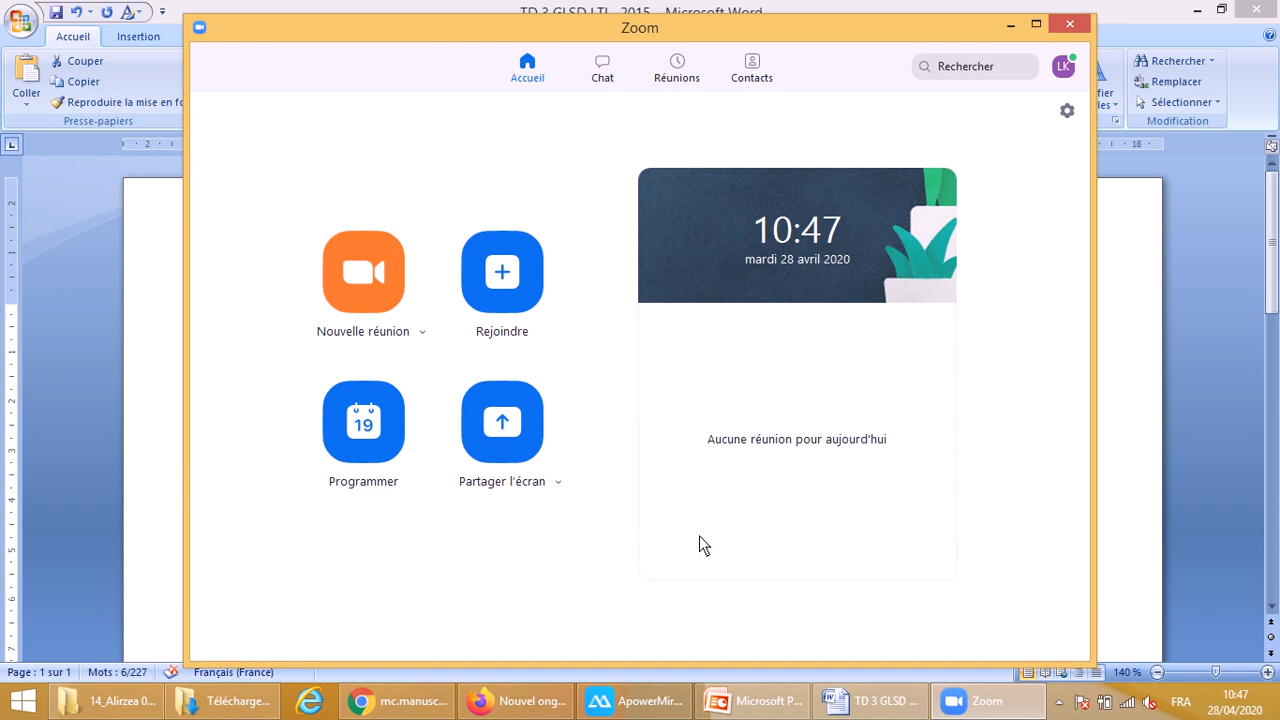 TD 3 GLSD LTL 2015 - Microsoft Word
Zoom
Accueil
Insertion
Accueil
Chat
Réunions
Contacts
Rechercher
LK
Coller
Couper
Copier
Reproduire la mise en fo
Presse-papiers
Rechercher
Remplacer
Sélectionner
Modification
10:47
mardi 28 avril 2020
Nouvelle réunion
Rejoindre
19
Programmer
Partager l'écran
Aucune réunion pour aujourd'hui
Page : 1 sur 1
Mots : 6/227
Français (France)
140 %
14_Alirzea 0...
Télécharge...
mc.manusc...
Nouvel ong...
ApowerMir...
Microsoft P...
TD 3 GLSD ...
Zoom
FRA
10:47
28/04/2020